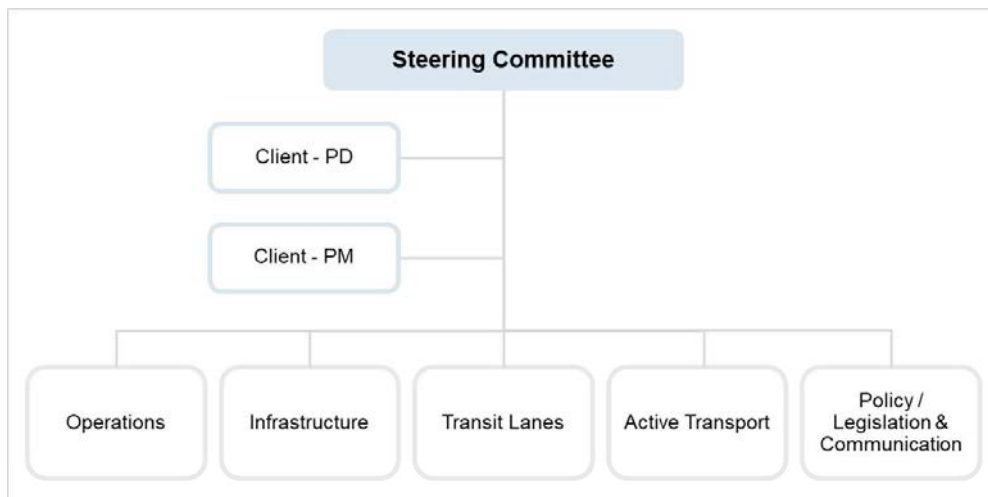 Steering Committee
Client - PD
Client - PM
Operations
Infrastructure
Transit Lanes
Active Transport
Policy /
Legislation &
Communication